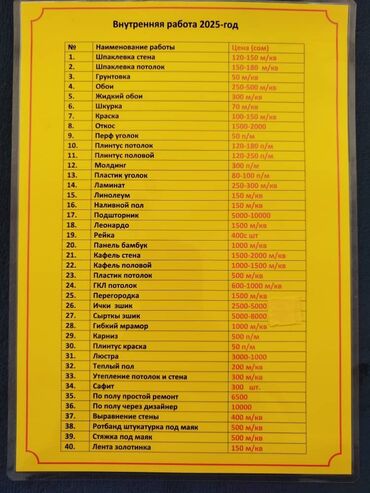 Внутренняя работа 2025-год
№ Наименование работы Цена (сом)
1. Шпаклевка стена 120-150 м/кв
2. Шпаклевка потолок 150-180 м/кв
3. Грунтовка 50 м/кв
4. Обои 250-500 м/кв
5. Жидкий обои 300 м/кв
6. Шкурка 70 м/кв
7. Краска 100-150 м/кв
8. Откос 1500-2000
9. Перф уголок 50 п/м
10. Плинтус потолок 120-180 п/м
11. Плинтус половой 120-250 п/м
12. Молдинг 300 п/м
13. Пластик уголок 80-100 п/м
14. Ламинат 250-300 м/кв
15. Линолеум 150 м/кв
16. Наливной пол 150 м/кв
17. Подшторник 5000-10000
18. Леонардо 1500 м/кв
19. Рейка 400с шт
20. Панель бамбук 1000 м/кв
21. Кафель стена 1500-2000 м/кв
22. Кафель половой 1000-1500 м/кв
23. Пластик потолок 500 м/кв
24. ГКЛ потолок 600-1000 м/кв
25. Перегородка 1500 м/кв
26. Ички эшик 2500-5000
27. Сырткы эшик 5000-8000
28. Гибкий мрамор 1000 м/кв
29. Карниз 500 п/м
30. Плинтус краска 50 п/м
31. Люстра 3000-1000
32. Теплый пол 200 м/кв
33. Утепление потолок и стена 300 м/кв
34. Сафит 300 шт.
35. По полу простой ремонт 6500
36. По полу через дизайнер 10000
37. Выравнение стены 400 м/кв
38. Ротбанд штукатурка под маяк 500 м/кв
39. Стяжка под маяк 500 м/кв
40. Лента золотинка 150 м/кв